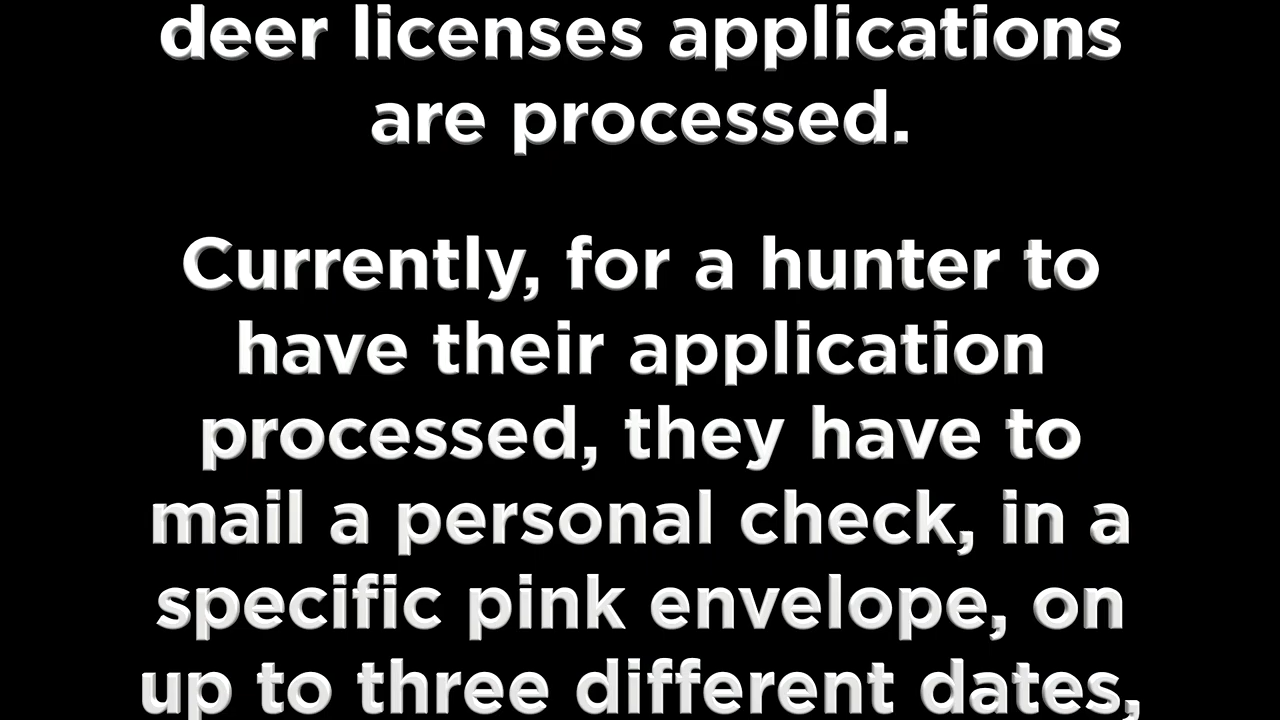 deer licenses applications
are processed.
Currently, for a hunter to
have their application
processed, they have to
mail a personal check, in a
specific pink envelope, on
up to three different dates,